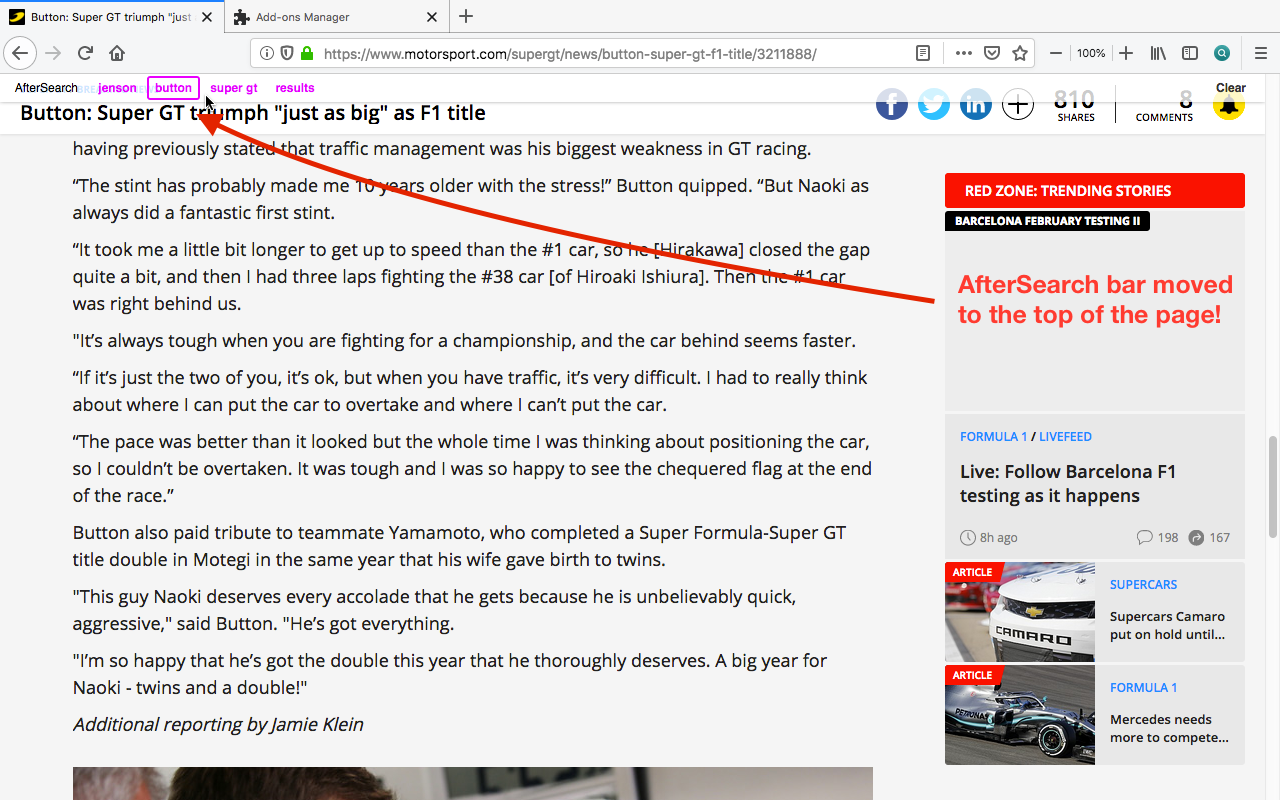 Button: Super GT triumph "just
Add-ons Manager
https://www.motorsport.com/supergt/news/button-super-gt-f1-title/3211888/
100%
AfterSearch jenson button super gt results
Clear
Button: Super GT triumph "just as big" as F1 title
810
SHARES
8
COMMENTS
having previously stated that traffic management was his biggest weakness in GT racing.
“The stint has probably made me 10 years older with the stress!” Button quipped. “But Naoki as
always did a fantastic first stint.
“It took me a little bit longer to get up to speed than the #1 car, so he [Hirakawa] closed the gap
quite a bit, and then I had three laps fighting the #38 car [of Hiroaki Ishiura]. Then the #1 car
was right behind us.
"It’s always tough when you are fighting for a championship, and the car behind seems faster.
“If it’s just the two of you, it’s ok, but when you have traffic, it’s very difficult. I had to really think
about where I can put the car to overtake and where I can’t put the car.
“The pace was better than it looked but the whole time I was thinking about positioning the car,
so I couldn’t be overtaken. It was tough and I was so happy to see the chequered flag at the end
of the race.”
Button also paid tribute to teammate Yamamoto, who completed a Super Formula-Super GT
title double in Motegi in the same year that his wife gave birth to twins.
"This guy Naoki deserves every accolade that he gets because he is unbelievably quick,
aggressive," said Button. "He’s got everything.
"I’m so happy that he’s got the double this year that he thoroughly deserves. A big year for
Naoki - twins and a double!"
Additional reporting by Jamie Klein
RED ZONE: TRENDING STORIES
BARCELONA FEBRUARY TESTING II
AfterSearch bar moved
to the top of the page!
FORMULA 1 / LIVEFEED
Live: Follow Barcelona F1
testing as it happens
8h ago
198
167
ARTICLE
CAMARO
SUPERCARS
Supercars Camaro
put on hold until...
ARTICLE
PETRONAS
FORMULA 1
Mercedes needs
more to compete...